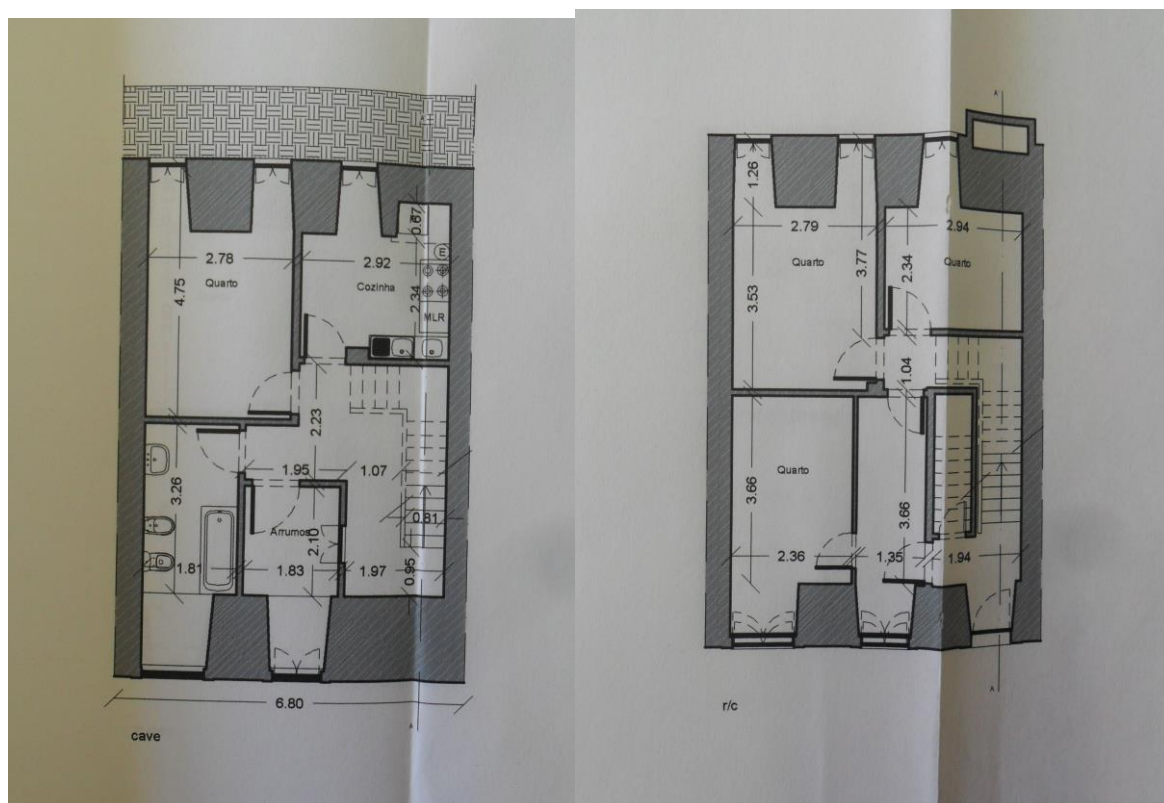 A
0.67
E
2.78
2.92
Quarto
Cozinha
4.75
2.34
MLR
2.23
1.95
1.07
3.26
Arrumos
2.10
0.81
1.81
1.83
1.97
0.95
6.80
A
cave
A
1.26
2.79
2.94
Quarto
3.77
2.34
Quarto
3.53
1.04
Quarto
3.66
3.66
2.36
1.35
1.94
A
r/c